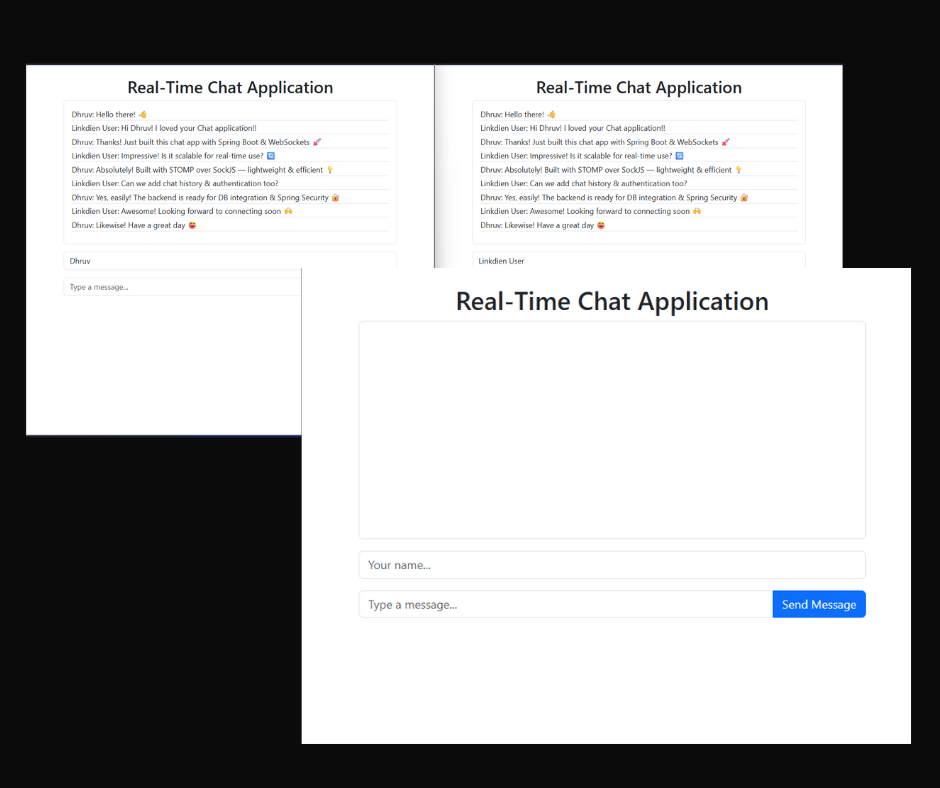 Real-Time Chat Application
Dhruv: Hello there! 👋
Linkdien User: Hi Dhruv! I loved your Chat application!!
Dhruv: Thanks! Just built this chat app with Spring Boot & WebSockets 🚀
Linkdien User: Impressive! Is it scalable for real-time use? 🔄
Dhruv: Absolutely! Built with STOMP over SockJS — lightweight & efficient 💡
Linkdien User: Can we add chat history & authentication too?
Dhruv: Yes, easily! The backend is ready for DB integration & Spring Security 🔐
Linkdien User: Awesome! Looking forward to connecting soon 🙌
Dhruv: Likewise! Have a great day 😍
Dhruv
Type a message...
Real-Time Chat Application
Dhruv: Hello there! 👋
Linkdien User: Hi Dhruv! I loved your Chat application!!
Dhruv: Thanks! Just built this chat app with Spring Boot & WebSockets 🚀
Linkdien User: Impressive! Is it scalable for real-time use? 🔄
Dhruv: Absolutely! Built with STOMP over SockJS — lightweight & efficient 💡
Linkdien User: Can we add chat history & authentication too?
Dhruv: Yes, easily! The backend is ready for DB integration & Spring Security 🔐
Linkdien User: Awesome! Looking forward to connecting soon 🙌
Dhruv: Likewise! Have a great day 😍
Linkdien User
Real-Time Chat Application
Your name...
Type a message...
Send Message